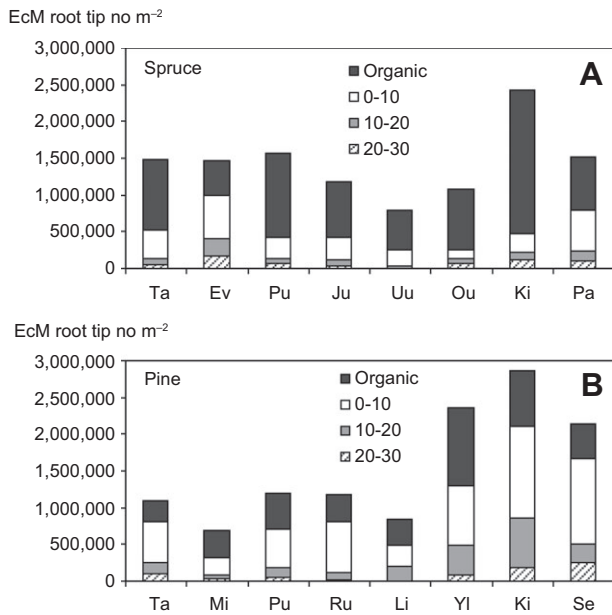 EcM root tip no m⁻²
3,000,000
2,500,000
2,000,000
1,500,000
1,000,000
500,000
0
Spruce
Organic
0-10
10-20
20-30
A
Ta Ev Pu Ju Uu Ou Ki Pa
EcM root tip no m⁻²
3,000,000
2,500,000
2,000,000
1,500,000
1,000,000
500,000
0
Pine
Organic
0-10
10-20
20-30
B
Ta Mi Pu Ru Li Yl Ki Se